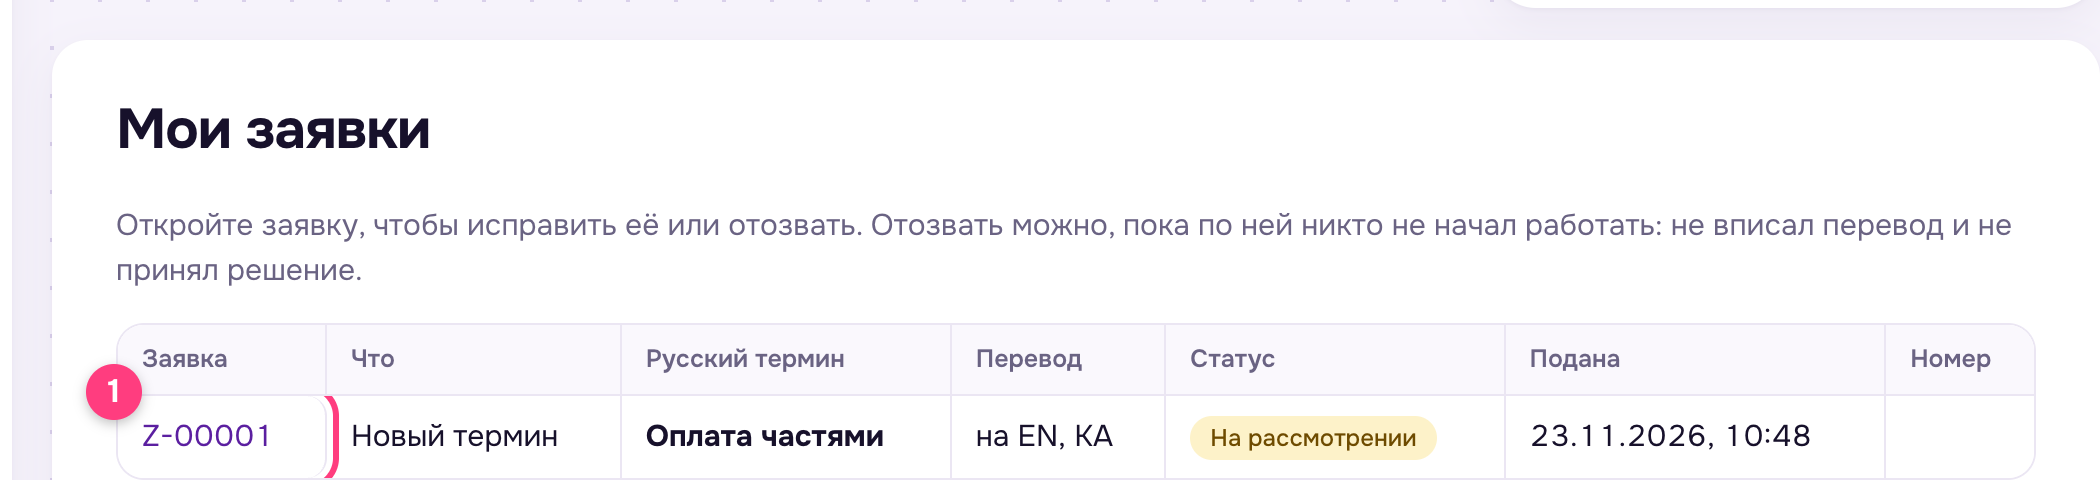 Мои заявки
Откройте заявку, чтобы исправить её или отозвать. Отозвать можно, пока по ней никто не начал работать: не вписал перевод и не
принял решение.
Заявка Что Русский термин Перевод Статус Подана Номер
1
Z-00001 Новый термин Оплата частями на EN, KA На рассмотрении 23.11.2026, 10:48